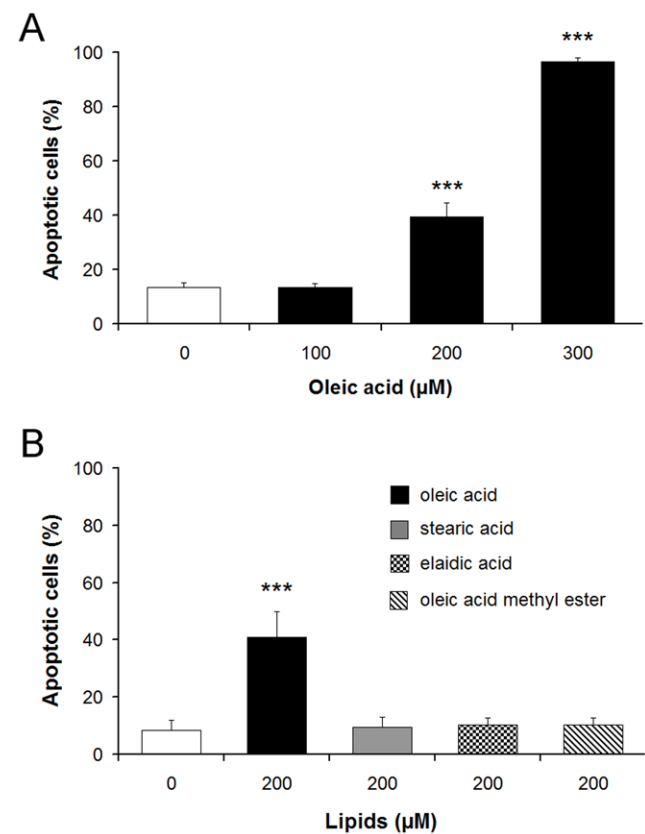 A
Apoptotic cells (%)
100
80
60
40
20
0
***
***
0 100 200 300
Oleic acid (µM)
B
Apoptotic cells (%)
100
80
60
40
20
0
***
oleic acid
stearic acid
elaidic acid
oleic acid methyl ester
0 200 200 200 200
Lipids (µM)